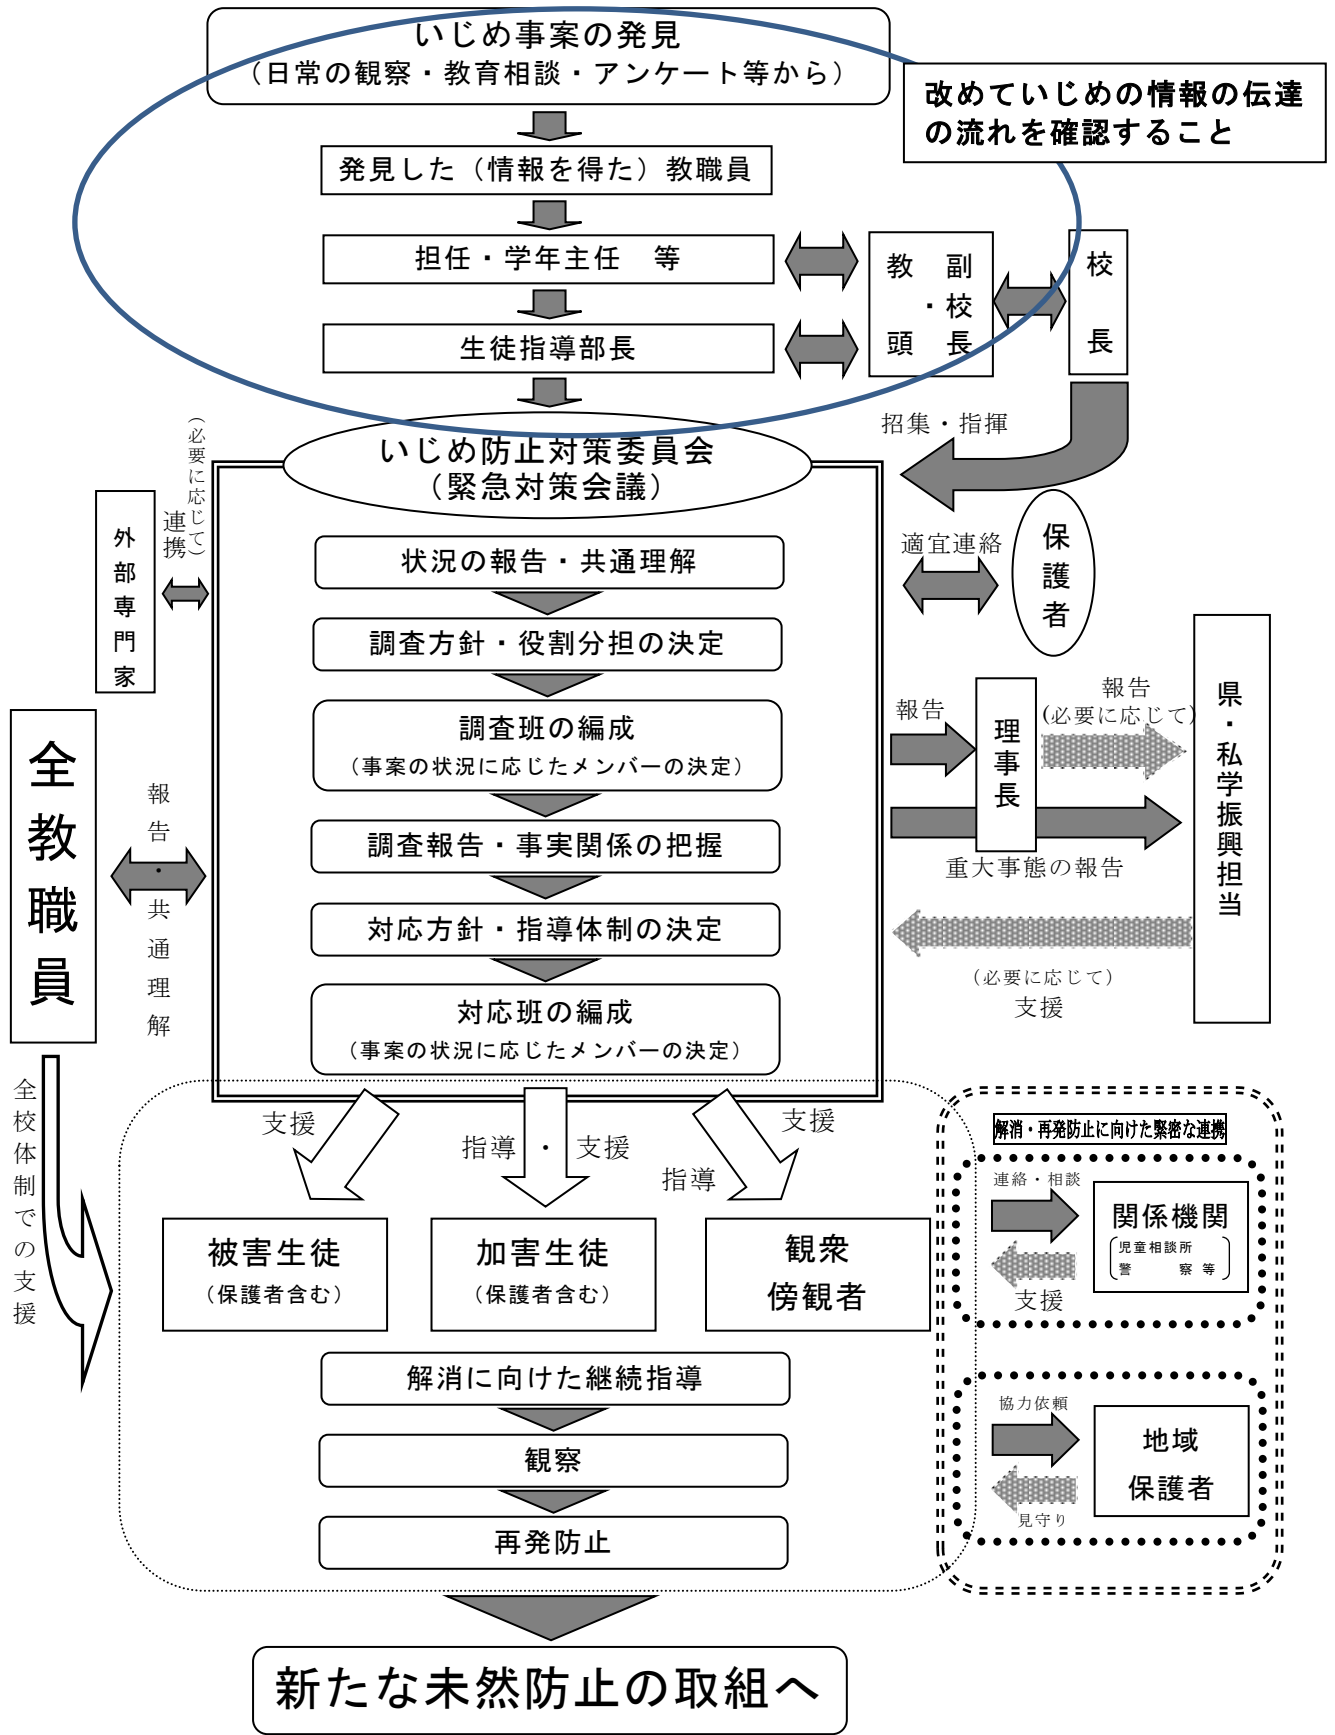 いじめ事案の発見
（日常の観察・教育相談・アンケート等から）
改めていじめの情報の伝達
の流れを確認すること
発見した（情報を得た）教職員
担任・学年主任　等
生徒指導部長
副校長
・
教頭
校長
招集・指揮
いじめ防止対策委員会
（緊急対策会議）
（必要に応じて）
連携
外部専門家
状況の報告・共通理解
適宜連絡
保護者
調査方針・役割分担の決定
調査班の編成
（事案の状況に応じたメンバーの決定）
報告
理事長
報告
（必要に応じて）
県・私学振興担当
全教職員
報告・共通理解
調査報告・事実関係の把握
重大事態の報告
対応方針・指導体制の決定
（必要に応じて）
支援
対応班の編成
（事案の状況に応じたメンバーの決定）
全校体制での支援
支援
指導・支援
指導
支援
被害生徒
（保護者含む）
加害生徒
（保護者含む）
観衆
傍観者
解消に向けた継続指導
観察
再発防止
解消・再発防止に向けた緊密な連携
連絡・相談
関係機関
児童相談所
警　察等
支援
協力依頼
地域
保護者
見守り
新たな未然防止の取組へ